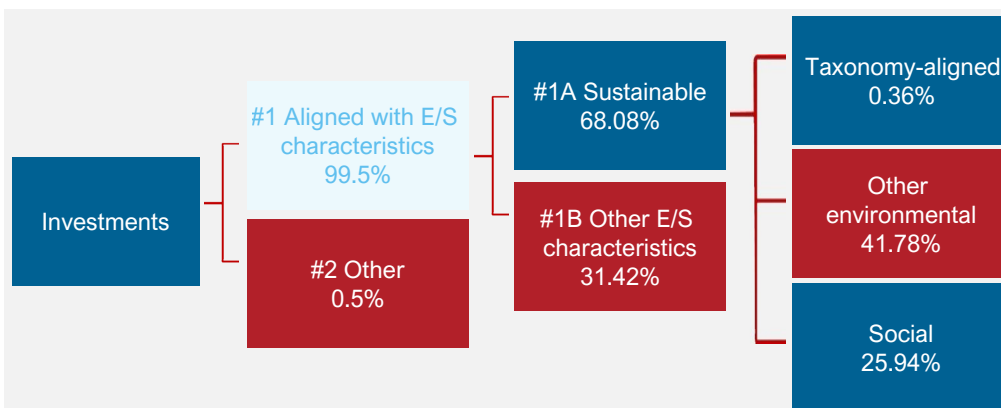 Investments
#1 Aligned with E/S
characteristics
99.5%
#2 Other
0.5%
#1A Sustainable
68.08%
#1B Other E/S
characteristics
31.42%
Taxonomy-aligned
0.36%
Other
environmental
41.78%
Social
25.94%